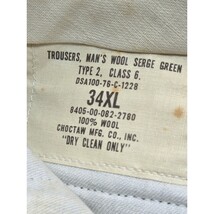 TROUSERS, MAN'S WOOL SERGE GREEN
TYPE 2, CLASS 6.
DSA100-76-C-1228
34XL
8405-00-082-2780
100% WOOL
CHOCTAW MFG. CO., INC.
"DRY CLEAN ONLY"